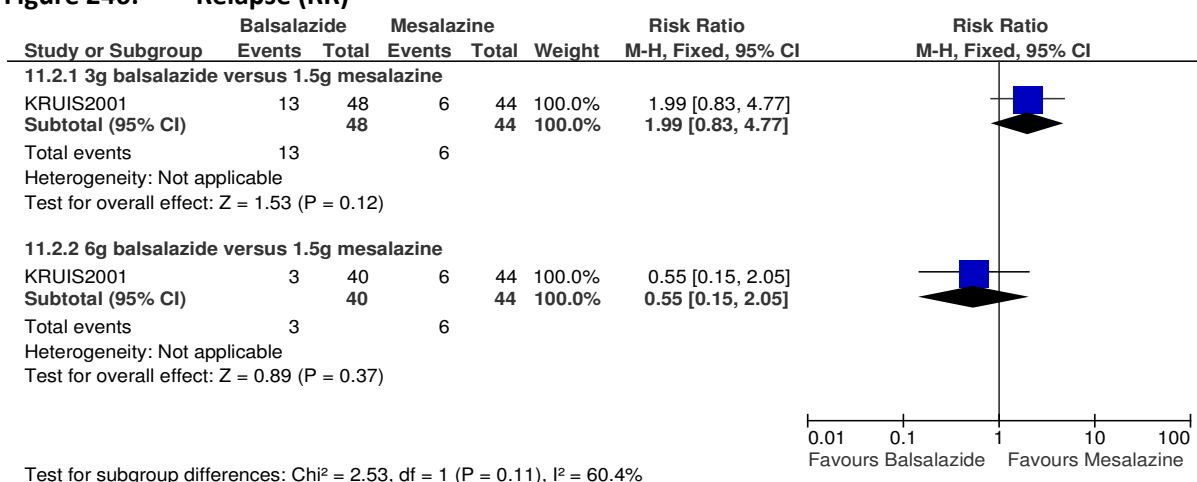 Figure 240: Relapse (RR)
Balsalazide Mesalazine Risk Ratio Risk Ratio
Study or Subgroup Events Total Events Total Weight M-H, Fixed, 95% CI M-H, Fixed, 95% CI
11.2.1 3g balsalazide versus 1.5g mesalazine
KRUIS2001 13 48 6 44 100.0% 1.99 [0.83, 4.77]
Subtotal (95% CI) 48 44 100.0% 1.99 [0.83, 4.77]
Total events 13 6
Heterogeneity: Not applicable
Test for overall effect: Z = 1.53 (P = 0.12)
11.2.2 6g balsalazide versus 1.5g mesalazine
KRUIS2001 3 40 6 44 100.0% 0.55 [0.15, 2.05]
Subtotal (95% CI) 40 44 100.0% 0.55 [0.15, 2.05]
Total events 3 6
Heterogeneity: Not applicable
Test for overall effect: Z = 0.89 (P = 0.37)
0.01 0.1 1 10 100
Favours Balsalazide Favours Mesalazine
Test for subgroup differences: Chi² = 2.53, df = 1 (P = 0.11), I² = 60.4%